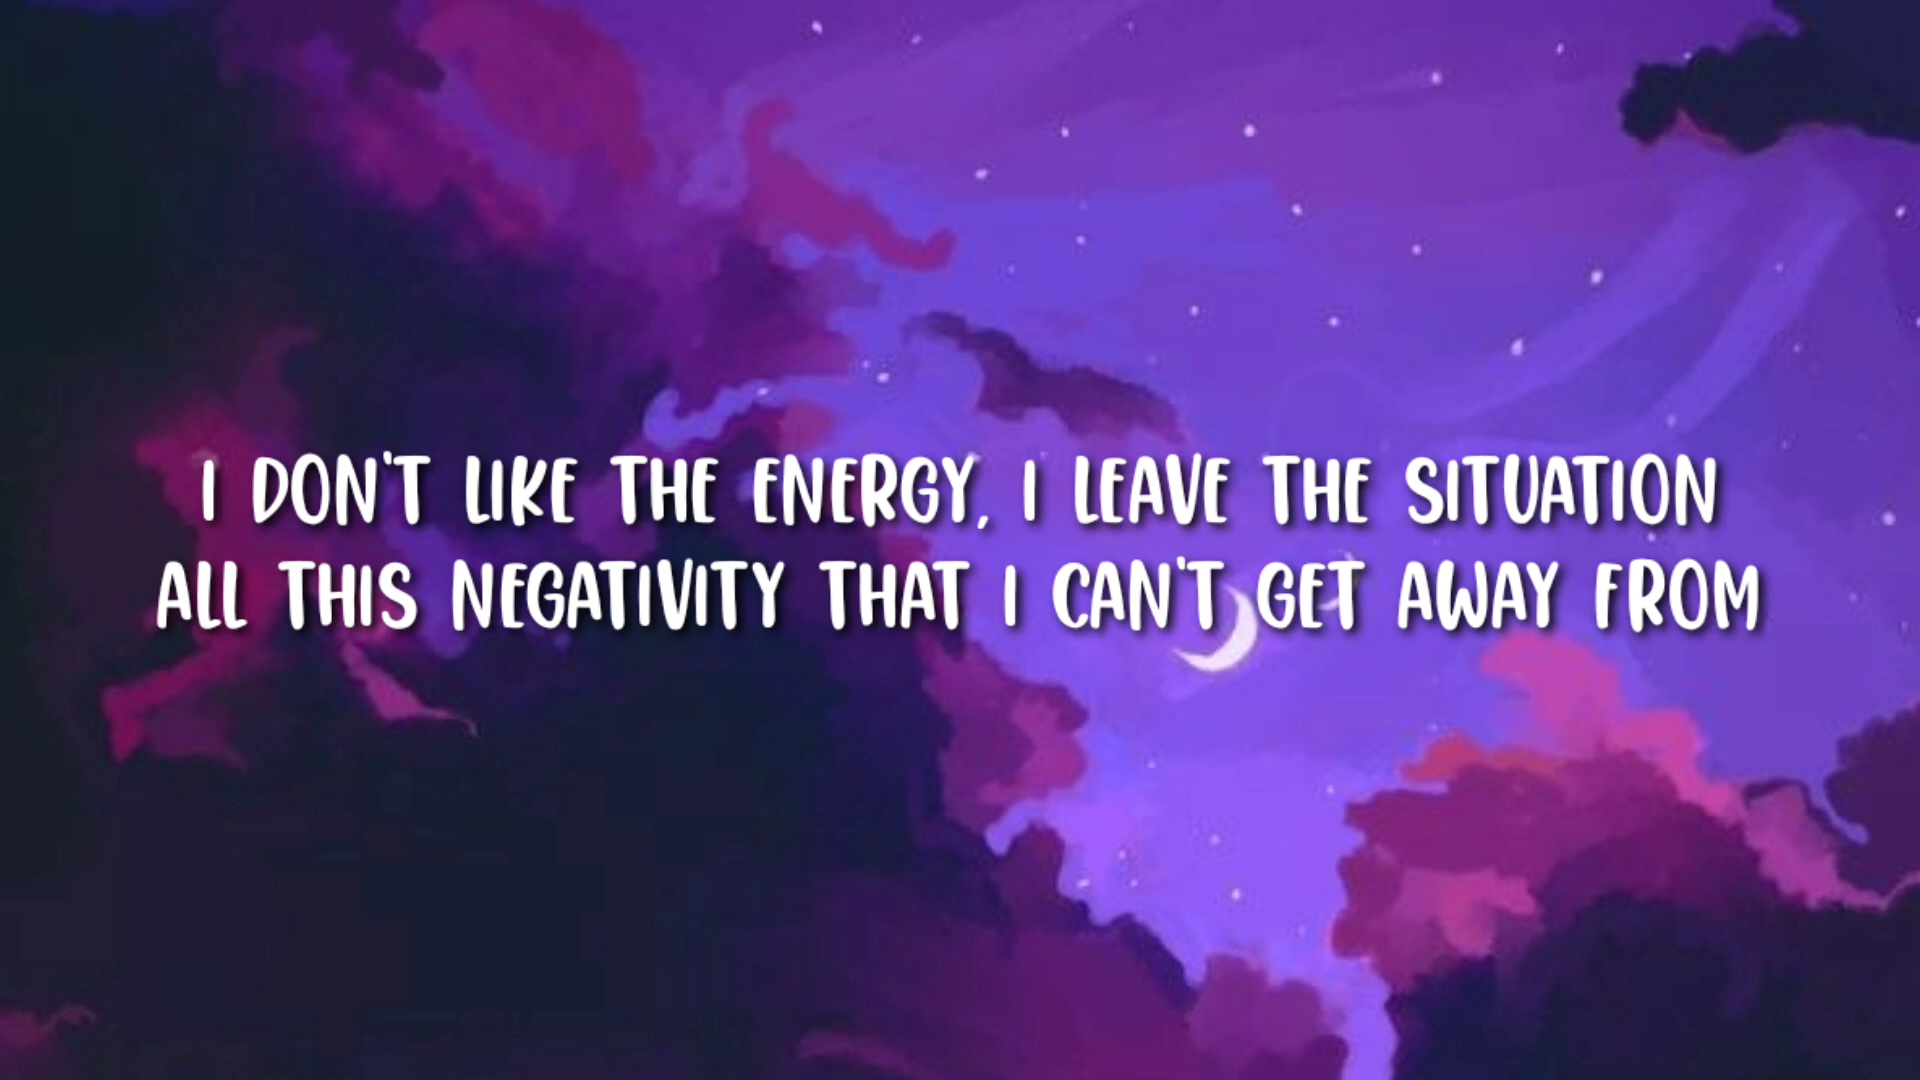 I DON'T LIKE THE ENERGY, I LEAVE THE SITUATION
ALL THIS NEGATIVITY THAT I CAN'T GET AWAY FROM